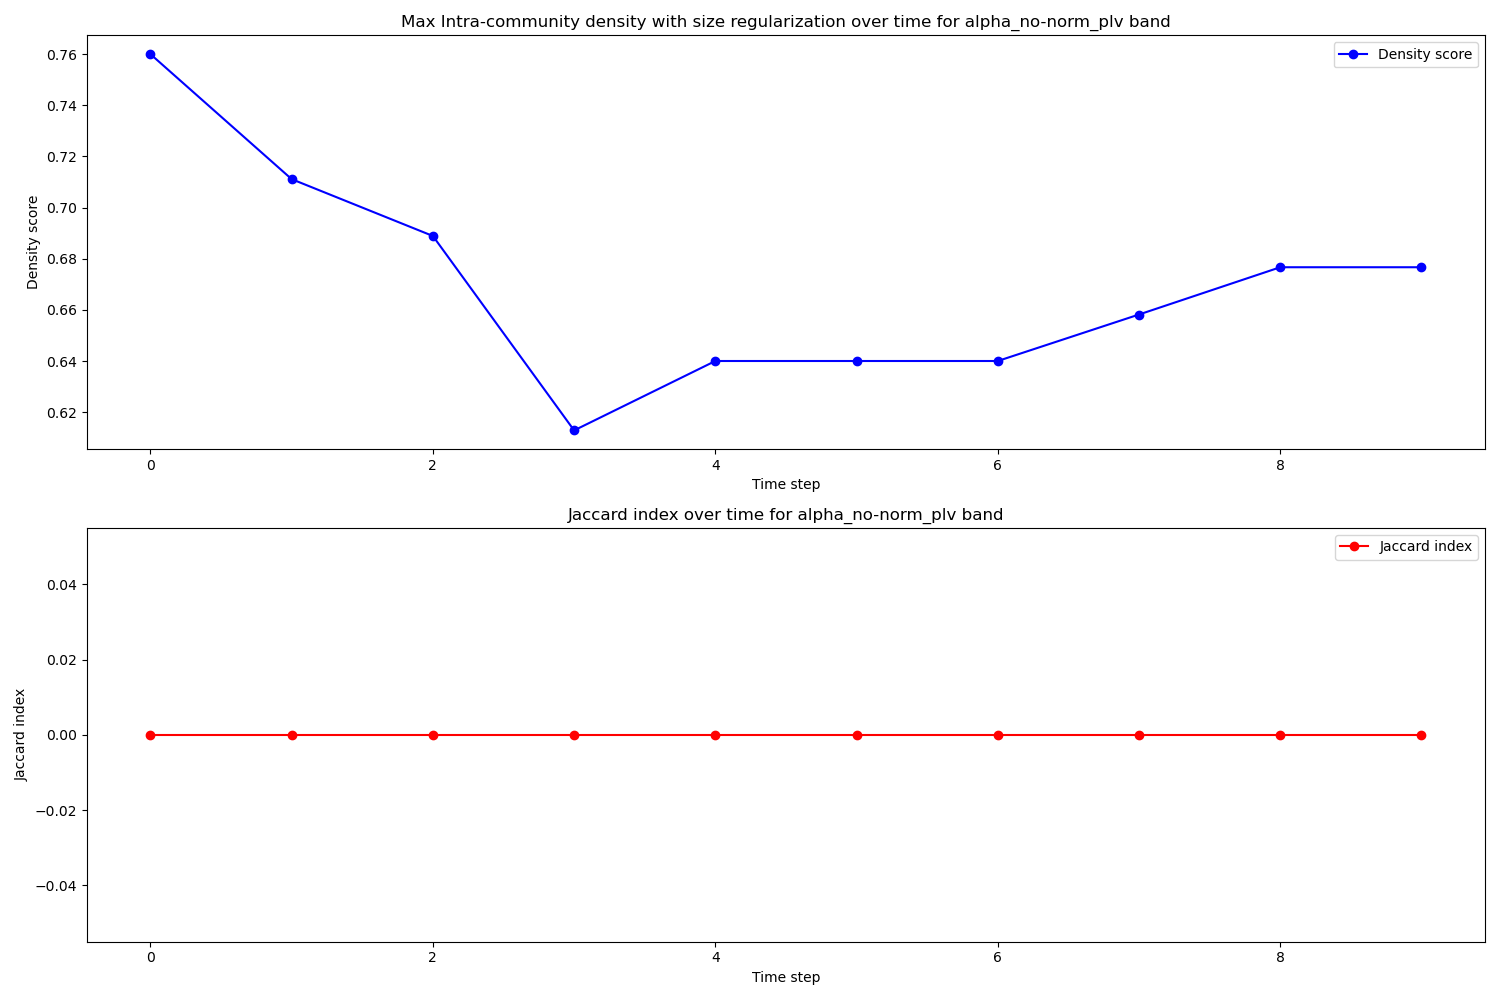 Max Intra-community density with size regularization over time for alpha_no-norm_plv band
Density score
0.76
0.74
0.72
0.70
0.68
0.66
0.64
0.62
Density score
0
2
4
6
8
Time step
Jaccard index over time for alpha_no-norm_plv band
Jaccard index
0.04
0.02
0.00
−0.02
−0.04
Jaccard index
0
2
4
6
8
Time step